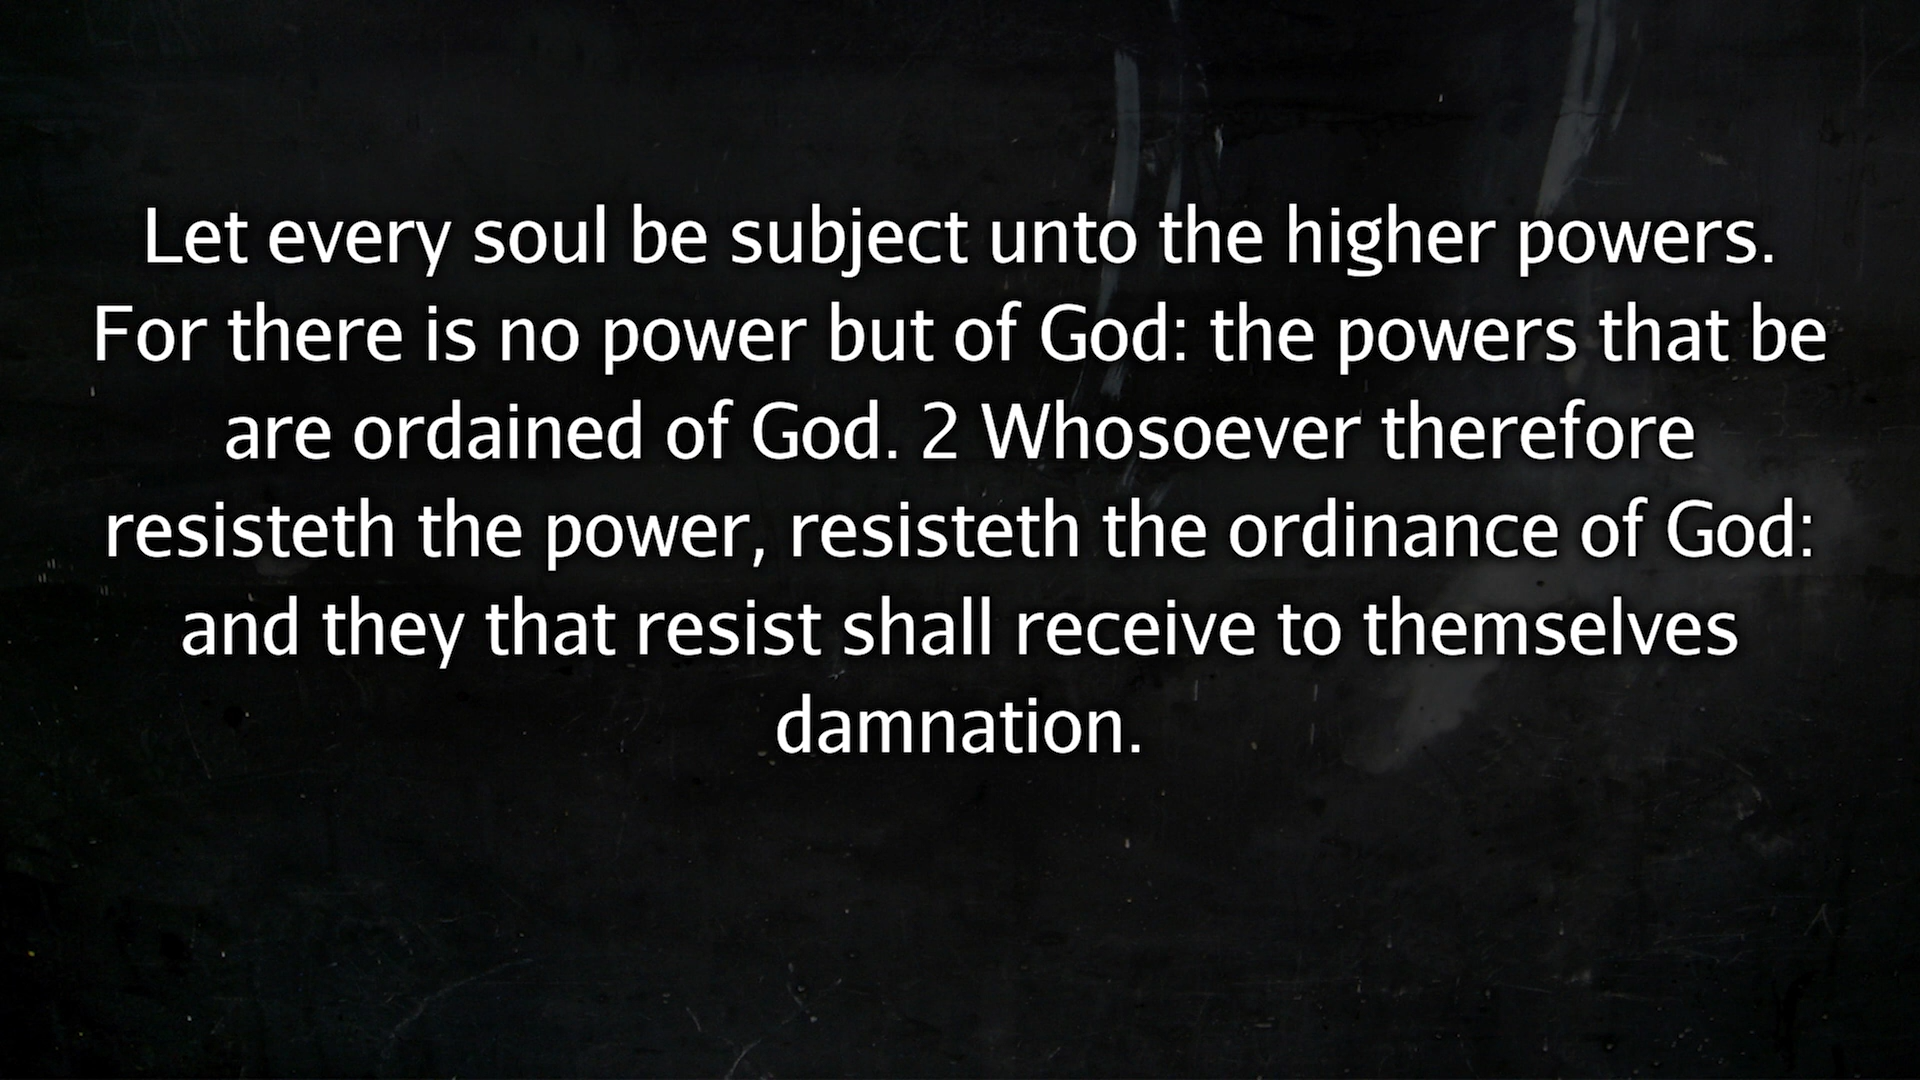 Let every soul be subject unto the higher powers.
For there is no power but of God: the powers that be
are ordained of God. 2 Whosoever therefore
resisteth the power, resisteth the ordinance of God:
and they that resist shall receive to themselves
damnation.